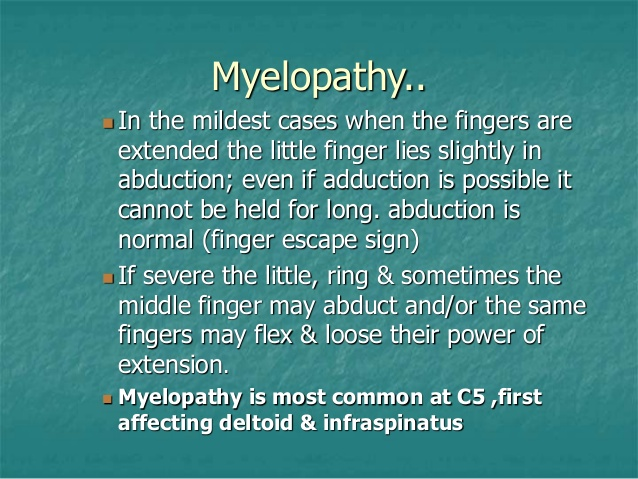 Myelopathy..
In the mildest cases when the fingers are
extended the little finger lies slightly in
abduction; even if adduction is possible it
cannot be held for long. abduction is
normal (finger escape sign)
If severe the little, ring & sometimes the
middle finger may abduct and/or the same
fingers may flex & loose their power of
extension.
Myelopathy is most common at C5 ,first
affecting deltoid & infraspinatus